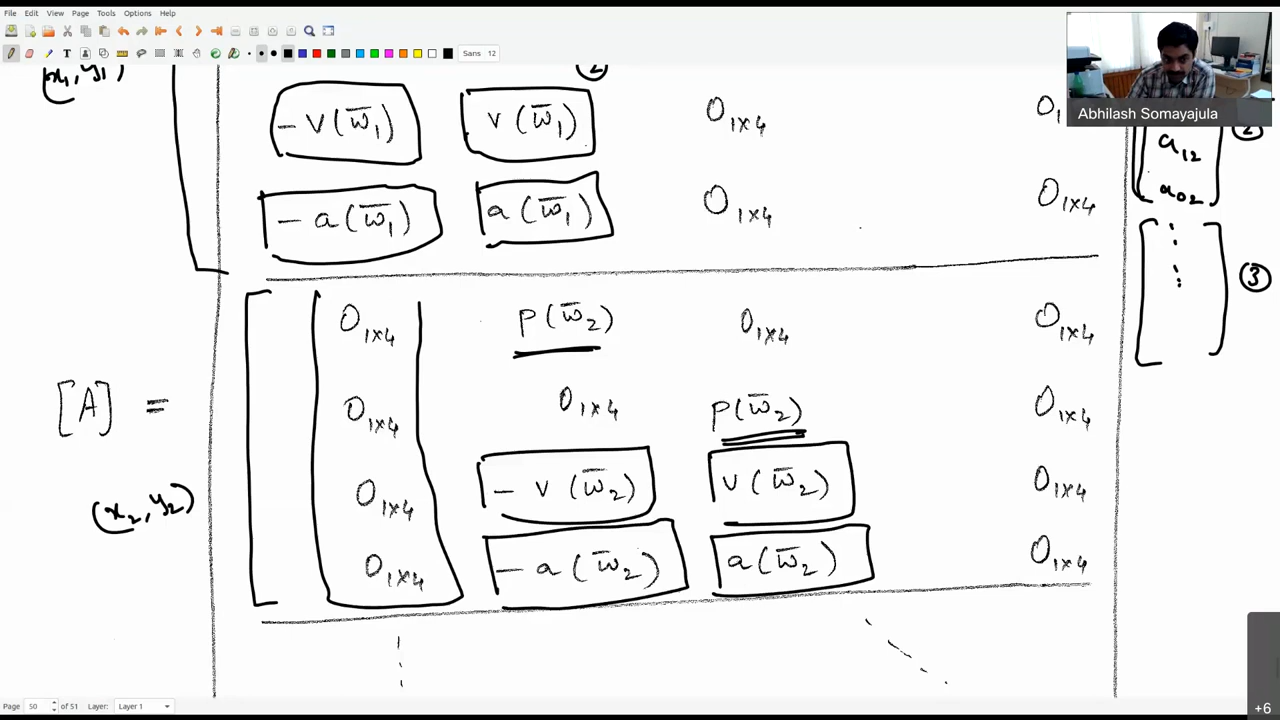 File Edit View Page Tools Options Help
Sans 12
Abhilash Somayajula
(x₁, y₁)
②
− v(w̅₁) v(w̅₁) 0₁ₓ₄ 0₁
a₁₂
− a(w̅₁) a(w̅₁) 0₁ₓ₄ 0₁ₓ₄
a₀₂
③
0₁ₓ₄ p(w̅₂) 0₁ₓ₄ 0₁ₓ₄
[A] = 0₁ₓ₄ 0₁ₓ₄ p(w̅₂) 0₁ₓ₄
(x₂, y₂) 0₁ₓ₄ − v(w̅₂) v(w̅₂) 0₁ₓ₄
0₁ₓ₄ − a(w̅₂) a(w̅₂) 0₁ₓ₄
Page 50 of 51 Layer: Layer 1
+6